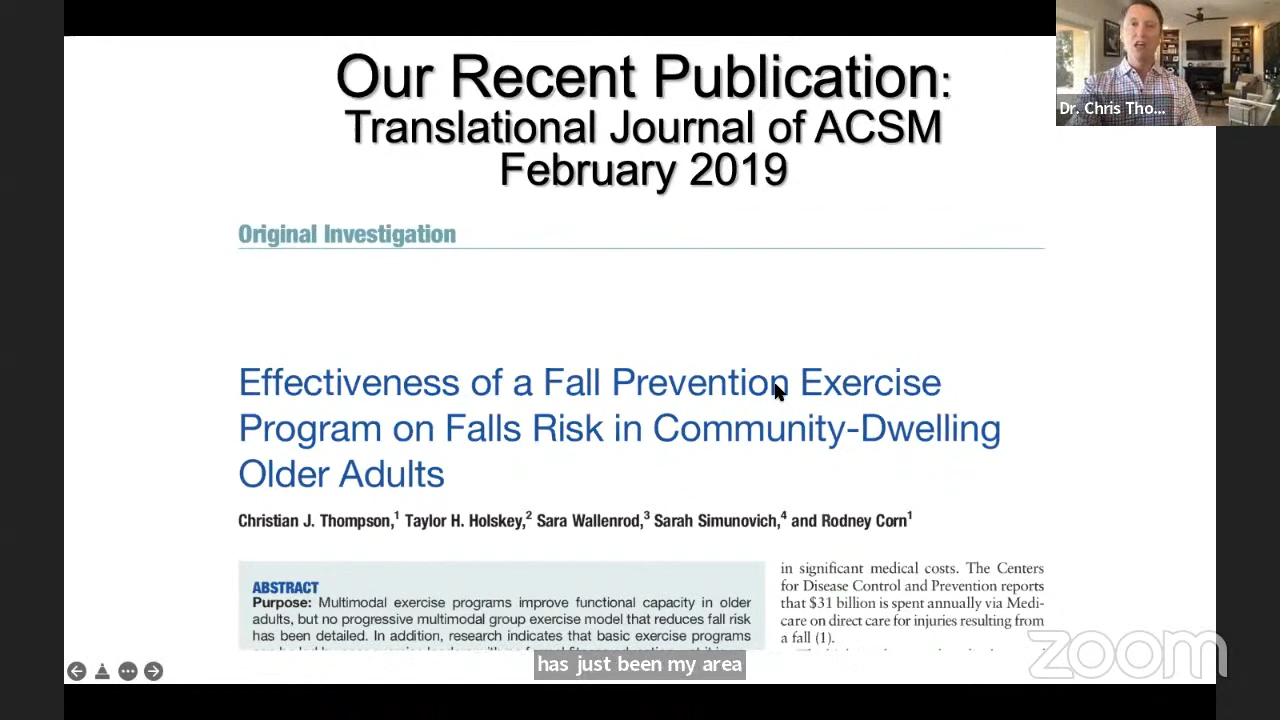 Our Recent Publication:
Translational Journal of ACSM
February 2019
Dr. Chris Tho...
Original Investigation
Effectiveness of a Fall Prevention Exercise
Program on Falls Risk in Community-Dwelling
Older Adults
Christian J. Thompson,1 Taylor H. Holskey,2 Sara Wallenrod,3 Sarah Simunovich,4 and Rodney Corn1
ABSTRACT
Purpose: Multimodal exercise programs improve functional capacity in older
adults, but no progressive multimodal group exercise model that reduces fall risk
has been detailed. In addition, research indicates that basic exercise programs
in significant medical costs. The Centers
for Disease Control and Prevention reports
that $31 billion is spent annually via Medi-
care on direct care for injuries resulting from
a fall (1).
has just been my area
zoom